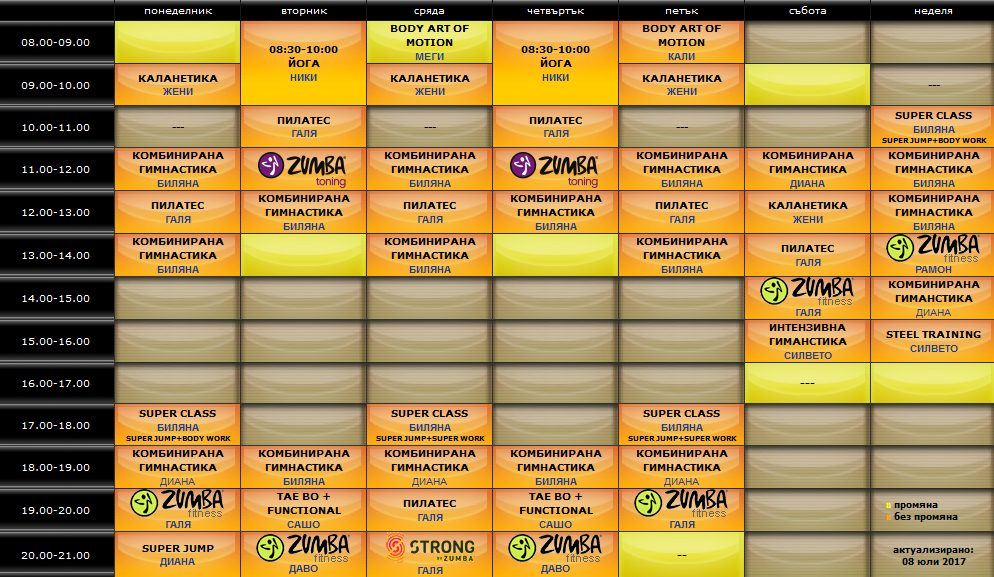 понеделник вторник сряда четвъртък петък събота неделя
08.00-09.00
08:30-10:00
ЙОГА
НИКИ
BODY ART OF
MOTION
МЕГИ
08:30-10:00
ЙОГА
НИКИ
BODY ART OF
MOTION
КАЛИ
09.00-10.00
КАЛАНЕТИКА
ЖЕНИ
КАЛАНЕТИКА
ЖЕНИ
КАЛАНЕТИКА
ЖЕНИ
---
10.00-11.00
---
ПИЛАТЕС
ГАЛЯ
---
ПИЛАТЕС
ГАЛЯ
---
SUPER CLASS
БИЛЯНА
SUPER JUMP+BODY WORK
11.00-12.00
КОМБИНИРАНА
ГИМНАСТИКА
БИЛЯНА
ZUMBA
toning
КОМБИНИРАНА
ГИМНАСТИКА
БИЛЯНА
ZUMBA
toning
КОМБИНИРАНА
ГИМНАСТИКА
БИЛЯНА
КОМБИНИРАНА
ГИМНАСТИКА
ДИАНА
КОМБИНИРАНА
ГИМНАСТИКА
БИЛЯНА
12.00-13.00
ПИЛАТЕС
ГАЛЯ
КОМБИНИРАНА
ГИМНАСТИКА
БИЛЯНА
ПИЛАТЕС
ГАЛЯ
КОМБИНИРАНА
ГИМНАСТИКА
БИЛЯНА
ПИЛАТЕС
ГАЛЯ
КАЛАНЕТИКА
ЖЕНИ
КОМБИНИРАНА
ГИМНАСТИКА
БИЛЯНА
13.00-14.00
КОМБИНИРАНА
ГИМНАСТИКА
БИЛЯНА
КОМБИНИРАНА
ГИМНАСТИКА
БИЛЯНА
КОМБИНИРАНА
ГИМНАСТИКА
БИЛЯНА
ПИЛАТЕС
ГАЛЯ
ZUMBA
fitness
РАМОН
14.00-15.00
ZUMBA
fitness
ГАЛЯ
КОМБИНИРАНА
ГИМАНСТИКА
ДИАНА
15.00-16.00
ИНТЕНЗИВНА
ГИМАНСТИКА
СИЛВЕТО
STEEL TRAINING
СИЛВЕТО
16.00-17.00
---
17.00-18.00
SUPER CLASS
БИЛЯНА
SUPER JUMP+BODY WORK
SUPER CLASS
БИЛЯНА
SUPER JUMP+SUPER WORK
SUPER CLASS
БИЛЯНА
SUPER JUMP+SUPER WORK
18.00-19.00
КОМБИНИРАНА
ГИМНАСТИКА
ДИАНА
КОМБИНИРАНА
ГИМНАСТИКА
БИЛЯНА
КОМБИНИРАНА
ГИМНАСТИКА
ДИАНА
КОМБИНИРАНА
ГИМНАСТИКА
БИЛЯНА
КОМБИНИРАНА
ГИМНАСТИКА
ДИАНА
19.00-20.00
ZUMBA
fitness
ГАЛЯ
TAE BO +
FUNCTIONAL
САШО
ПИЛАТЕС
ГАЛЯ
TAE BO +
FUNCTIONAL
САШО
ZUMBA
fitness
ГАЛЯ
промяна
без промяна
20.00-21.00
SUPER JUMP
ДИАНА
ZUMBA
fitness
ДАВО
STRONG
BY ZUMBA
ГАЛЯ
ZUMBA
fitness
ДАВО
--
актуализирано:
08 юли 2017